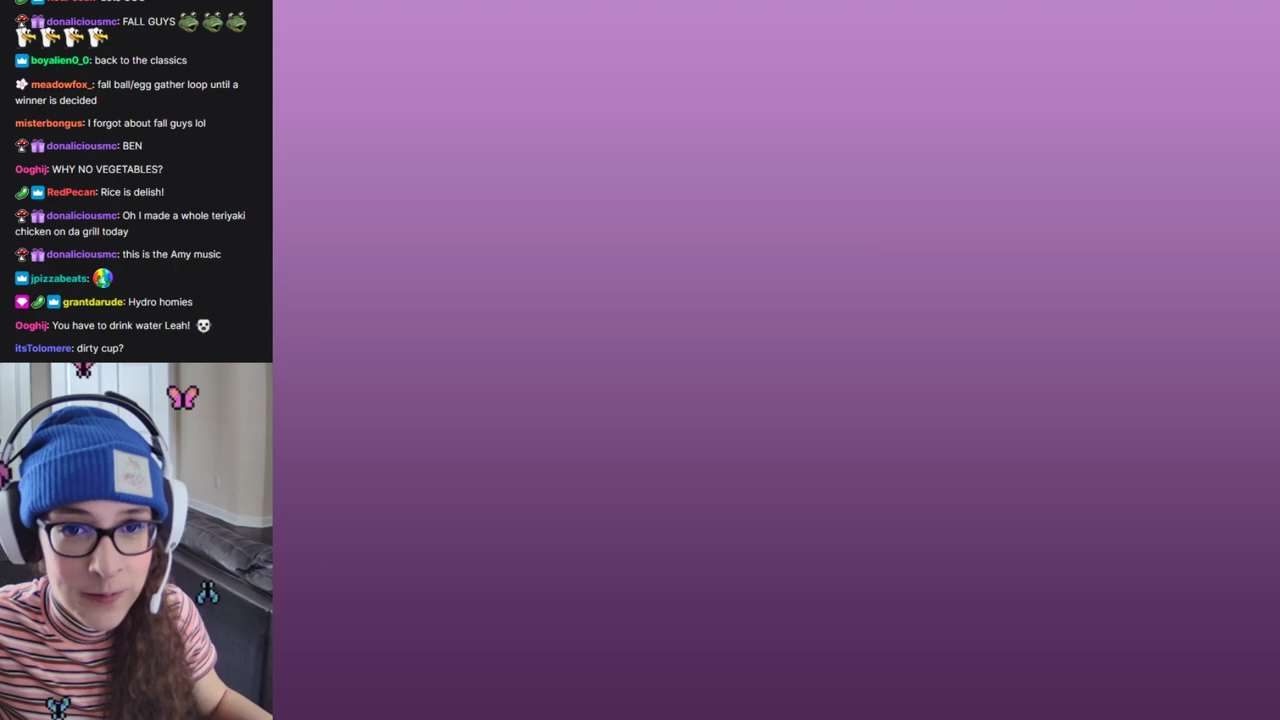 donaliciousmc: FALL GUYS
boyalien0_0: back to the classics
meadowfox_: fall ball/egg gather loop until a
winner is decided
misterbongus: I forgot about fall guys lol
donaliciousmc: BEN
Ooghij: WHY NO VEGETABLES?
RedPecan: Rice is delish!
donaliciousmc: Oh I made a whole teriyaki
chicken on da grill today
donaliciousmc: this is the Amy music
jpizzabeats:
grantdarude: Hydro homies
Ooghij: You have to drink water Leah!
itsTolomere: dirty cup?